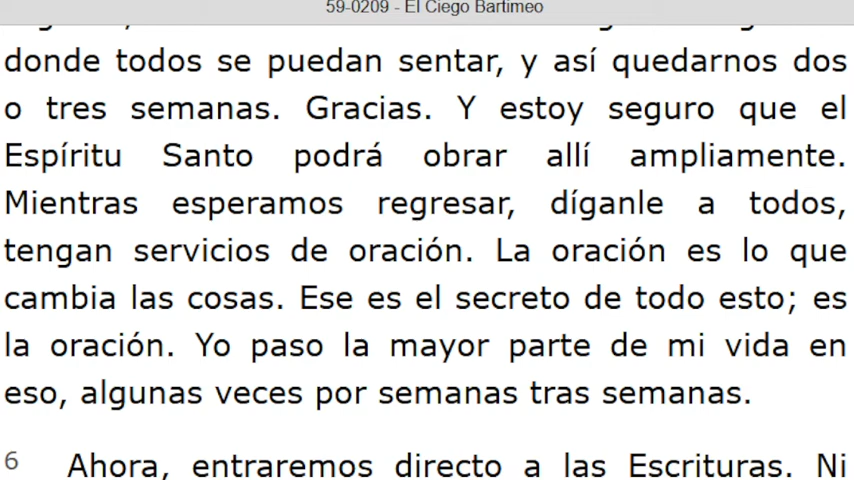 59-0209 - El Ciego Bartimeo
donde todos se puedan sentar, y así quedarnos dos
o tres semanas. Gracias. Y estoy seguro que el
Espíritu Santo podrá obrar allí ampliamente.
Mientras esperamos regresar, díganle a todos,
tengan servicios de oración. La oración es lo que
cambia las cosas. Ese es el secreto de todo esto; es
la oración. Yo paso la mayor parte de mi vida en
eso, algunas veces por semanas tras semanas.
6 Ahora, entraremos directo a las Escrituras. Ni